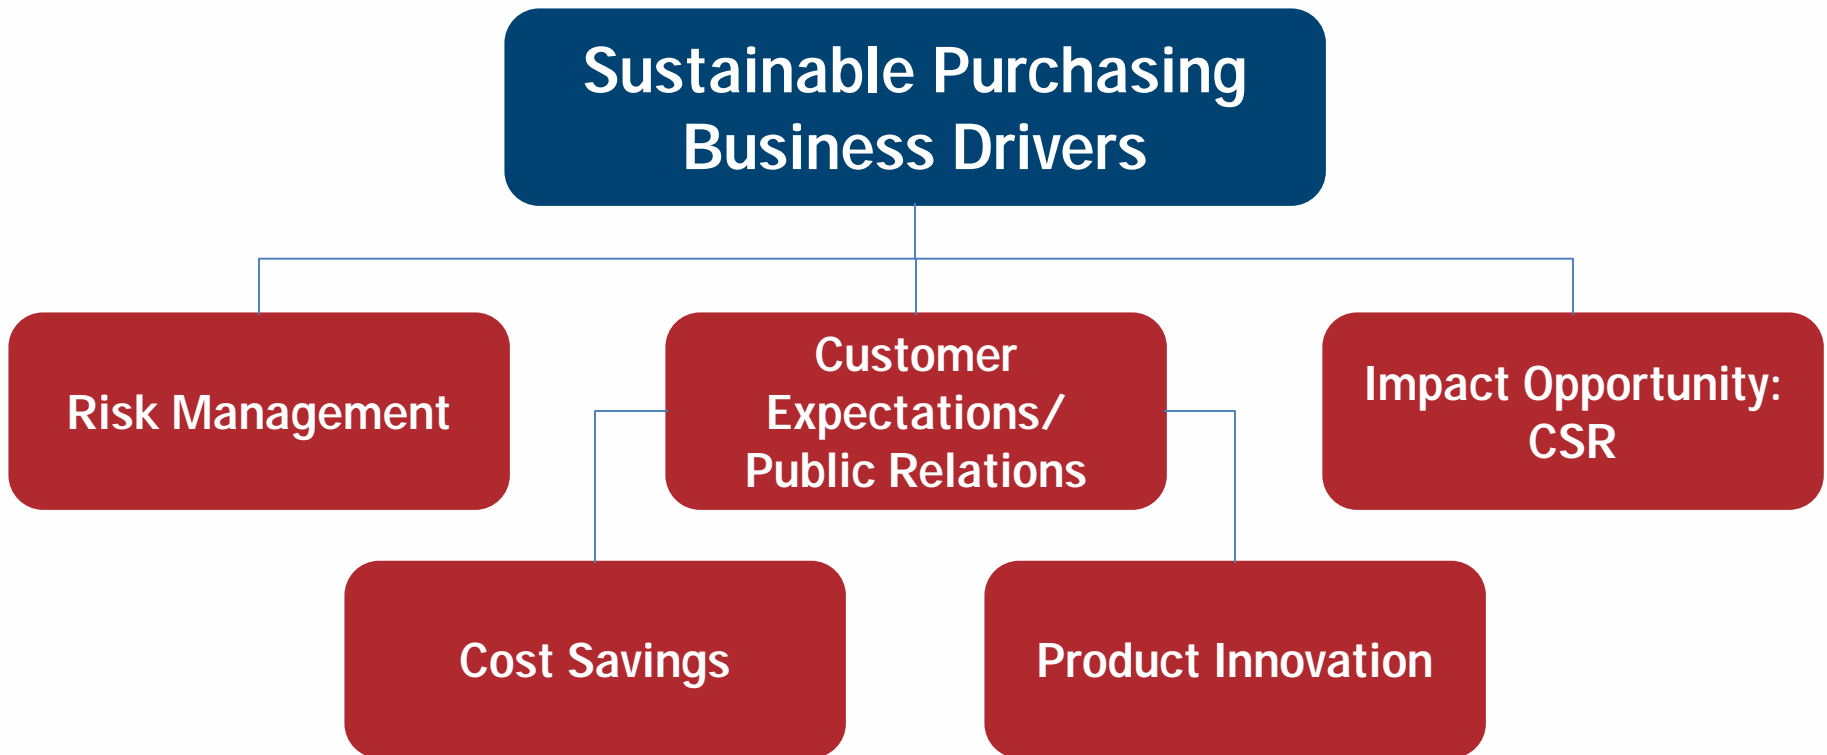 Sustainable Purchasing
Business Drivers
Risk Management
Customer
Expectations/
Public Relations
Impact Opportunity:
CSR
Cost Savings
Product Innovation